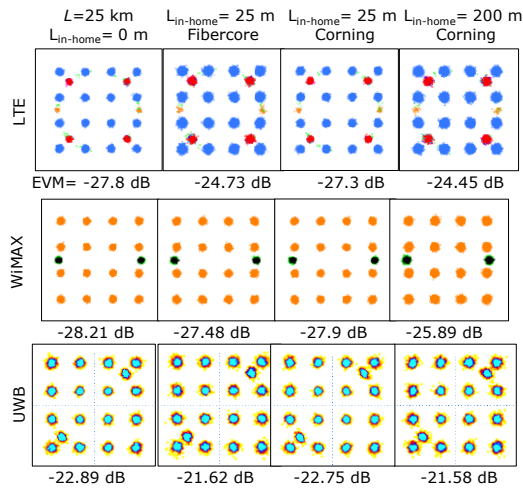 L=25 km L_in-home= 25 m L_in-home= 25 m L_in-home= 200 m
L_in-home= 0 m Fibercore Corning Corning
LTE
EVM= -27.8 dB -24.73 dB -27.3 dB -24.45 dB
WiMAX
-28.21 dB -27.48 dB -27.9 dB -25.89 dB
UWB
-22.89 dB -21.62 dB -22.75 dB -21.58 dB